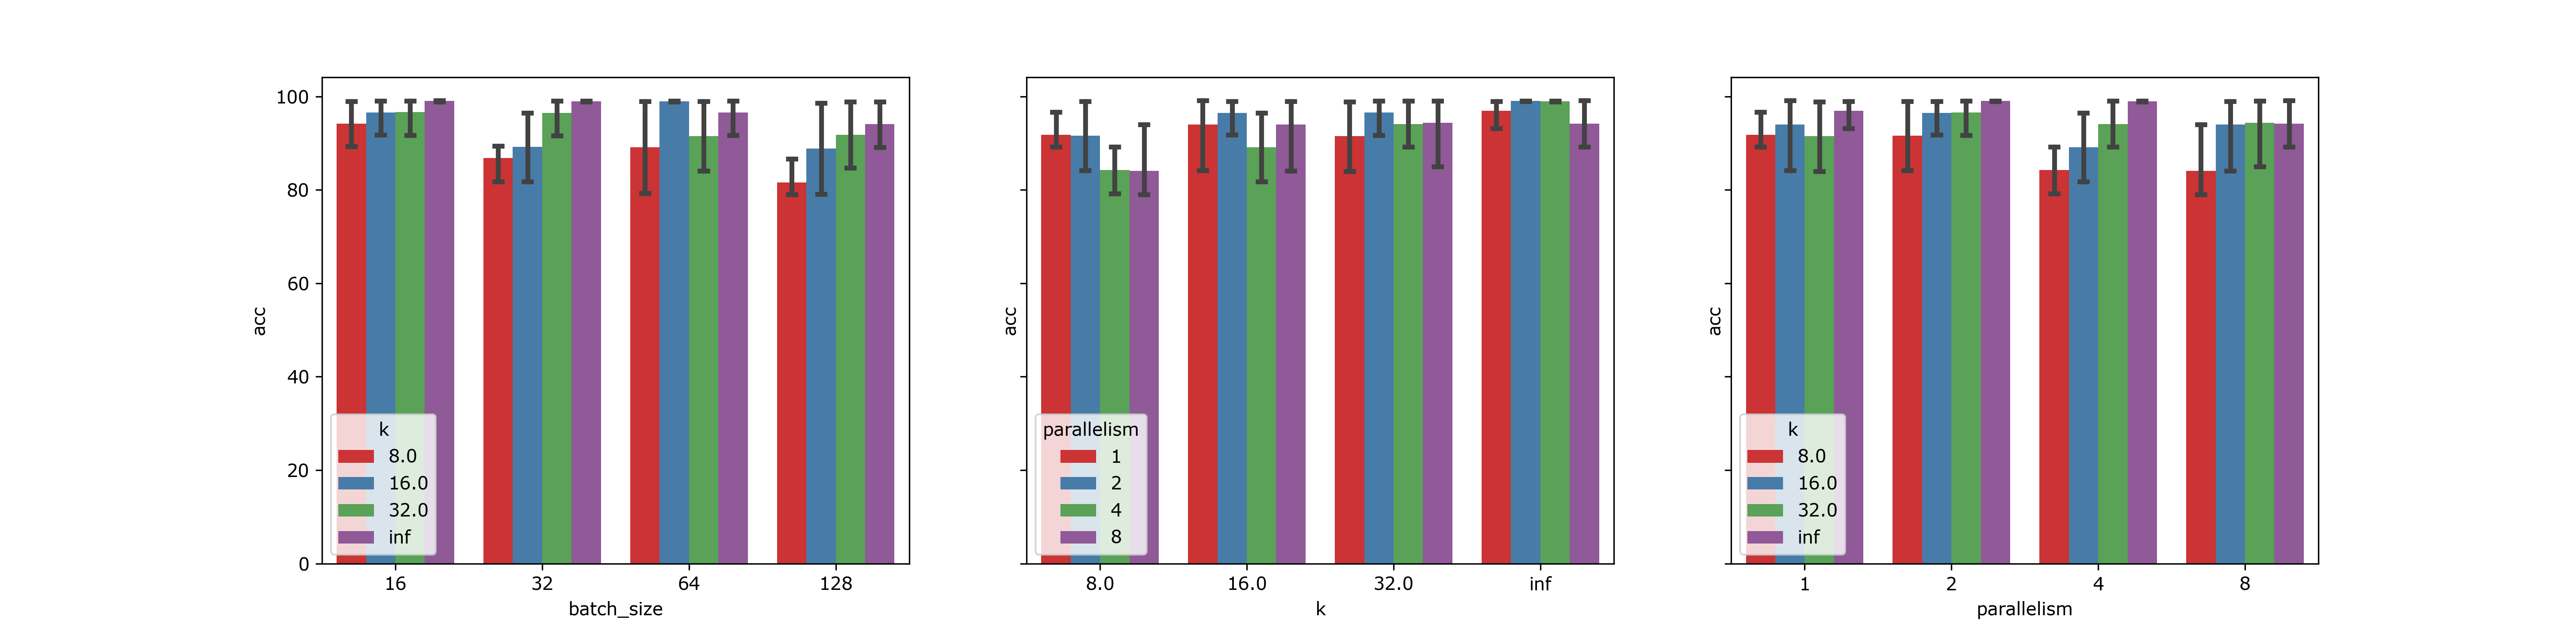 100
80
60
40
20
0
acc
k
8.0
16.0
32.0
inf
16 32 64 128
batch_size
acc
parallelism
1
2
4
8
8.0 16.0 32.0 inf
k
acc
k
8.0
16.0
32.0
inf
1 2 4 8
parallelism